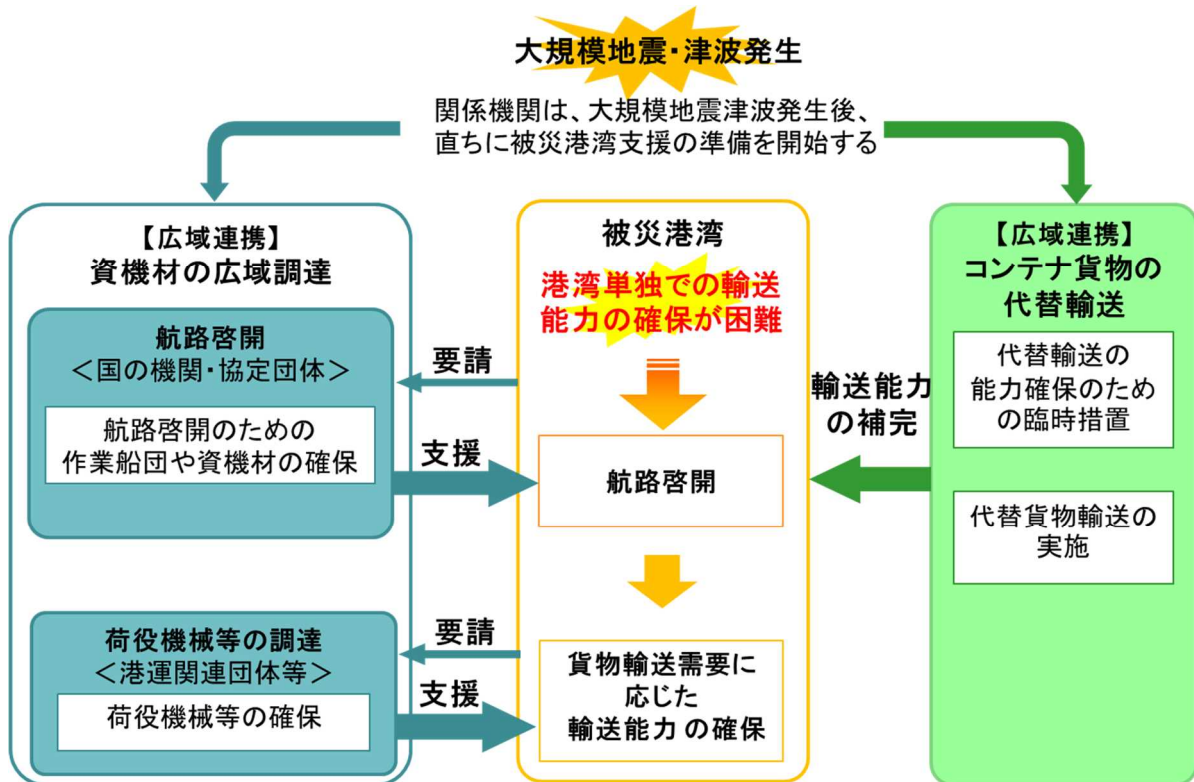 大規模地震・津波発生
関係機関は、大規模地震津波発生後、
直ちに被災港湾支援の準備を開始する
【広域連携】
資機材の広域調達
航路啓開
＜国の機関・協定団体＞
航路啓開のための
作業船団や資機材の確保
荷役機械等の調達
＜港運関連団体等＞
荷役機械等の確保
要請
支援
要請
支援
被災港湾
港湾単独での輸送
能力の確保が困難
航路啓開
貨物輸送需要に
応じた
輸送能力の確保
輸送能力
の補完
【広域連携】
コンテナ貨物の
代替輸送
代替輸送の
能力確保のため
の臨時措置
代替貨物輸送の
実施